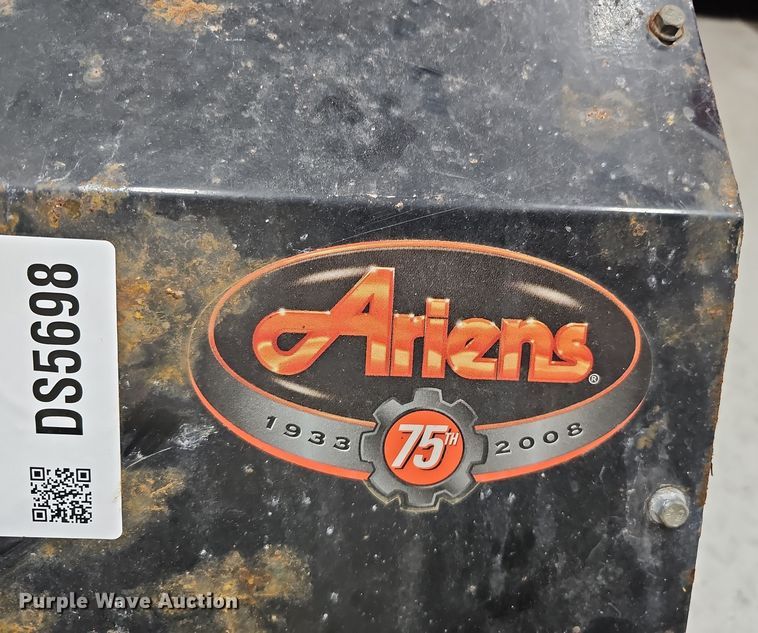 DS5698
Ariens®
1933 75TH 2008
Purple Wave Auction